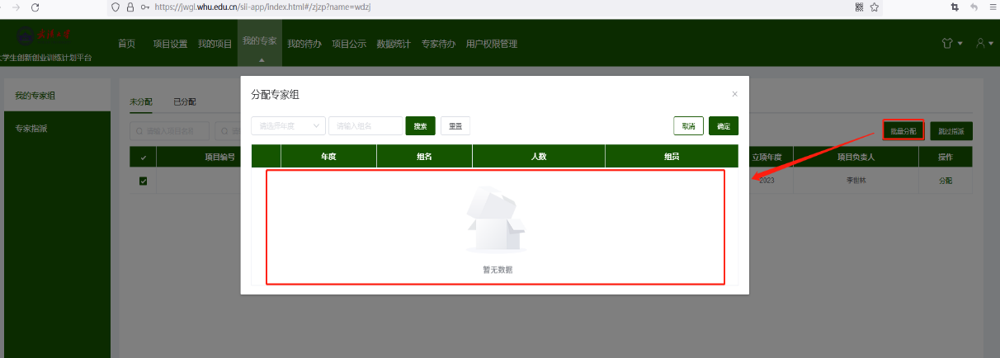 https://jwgl.whu.edu.cn/sii-app/index.html#/zjzp?name=wdzj
首页 项目设置 我的项目 我的专家 我的待办 项目公示 数据统计 专家待办 用户权限管理
大学生创新创业训练计划平台
我的专家组
专家指派
未分配 已分配
请输入项目名称
批量分配 跳过指派
项目编号 立项年度 项目负责人 操作
2023 李世林 分配
分配专家组
请选择年度 请输入组名 搜索 重置 取消 确定
年度 组名 人数 组员
暂无数据